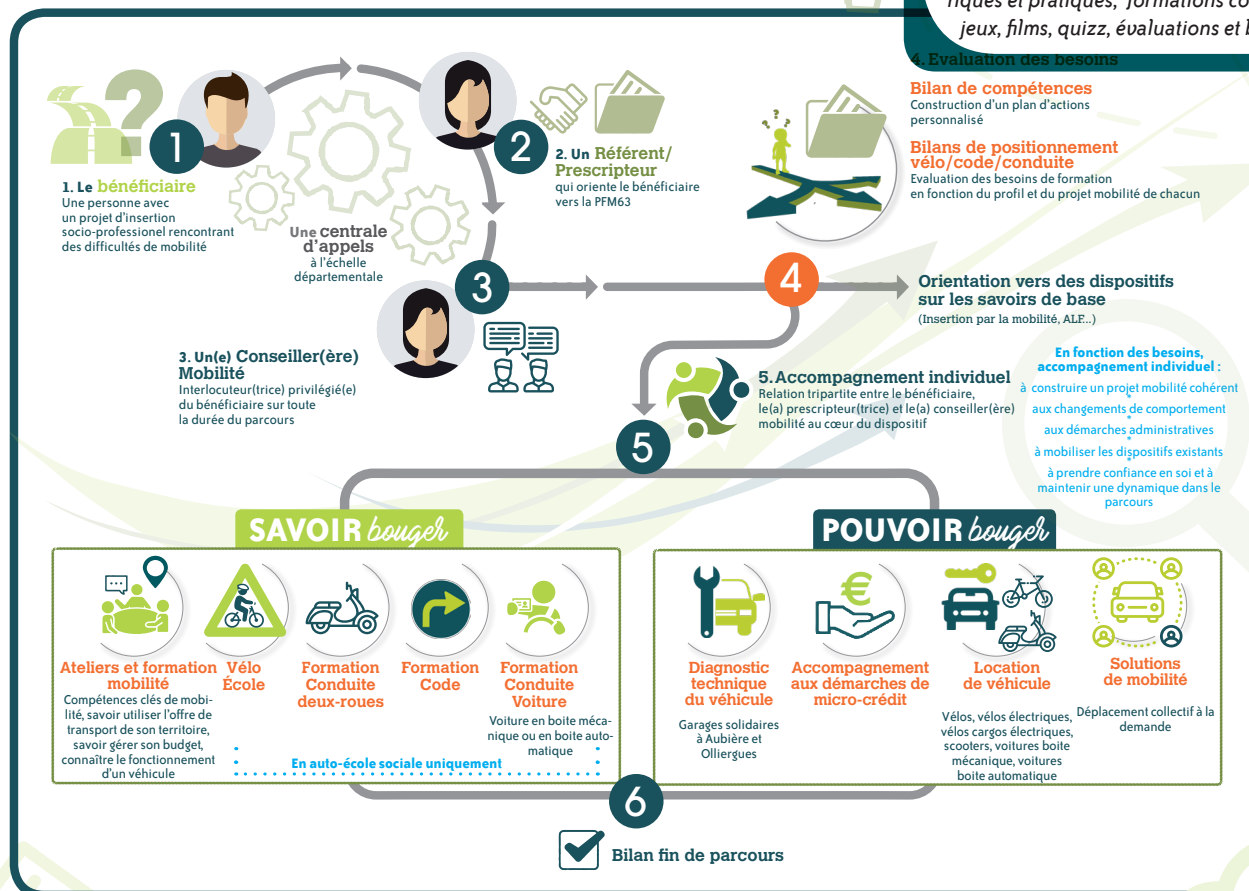 riques et pratiques, formations
jeux, films, quizz, évaluations et
4. Evaluation des besoins
Bilan de compétences
Construction d'un plan d'actions
personnalisé
Bilans de positionnement
vélo/code/conduite
Evaluation des besoins de formation
en fonction du profil et du projet mobilité de chacun
1
1. Le bénéficiaire
Une personne avec
un projet d'insertion
socio-professionel rencontrant
des difficultés de mobilité
2
2. Un Référent/
Prescripteur
qui oriente le bénéficiaire
vers la PFM63
Une centrale
d'appels
à l'échelle
départementale
3
3. Un(e) Conseiller(ère)
Mobilité
Interlocuteur(trice) privilégié(e)
du bénéficiaire sur toute
la durée du parcours
4
Orientation vers des dispositifs
sur les savoirs de base
(Insertion par la mobilité, ALF...)
5
5. Accompagnement individuel
Relation tripartite entre le bénéficiaire,
le(a) prescripteur(trice) et le(a) conseiller(ère)
mobilité au cœur du dispositif
En fonction des besoins,
accompagnement individuel :
à construire un projet mobilité cohérent
*
aux changements de comportement
*
aux démarches administratives
*
à mobiliser les dispositifs existants
*
à prendre confiance en soi et à
maintenir une dynamique dans le
parcours
SAVOIR bouger
Ateliers et formation
mobilité
Compétences clés de mobi-
lité, savoir utiliser l'offre de
transport de son territoire,
savoir gérer son budget,
connaître le fonctionnement
d'un véhicule
Vélo
École
Formation
Conduite
deux-roues
Formation
Code
Formation
Conduite
Voiture
Voiture en boite méca-
nique ou en boite auto-
matique
En auto-école sociale uniquement
POUVOIR bouger
Diagnostic
technique
du véhicule
Garages solidaires
à Aubière et
Olliergues
€
Accompagnement
aux démarches de
micro-crédit
Location
de véhicule
Vélos, vélos électriques,
vélos cargos électriques,
scooters, voitures boite
mécanique, voitures
boite automatique
Solutions
de mobilité
Déplacement collectif à la
demande
6
Bilan fin de parcours